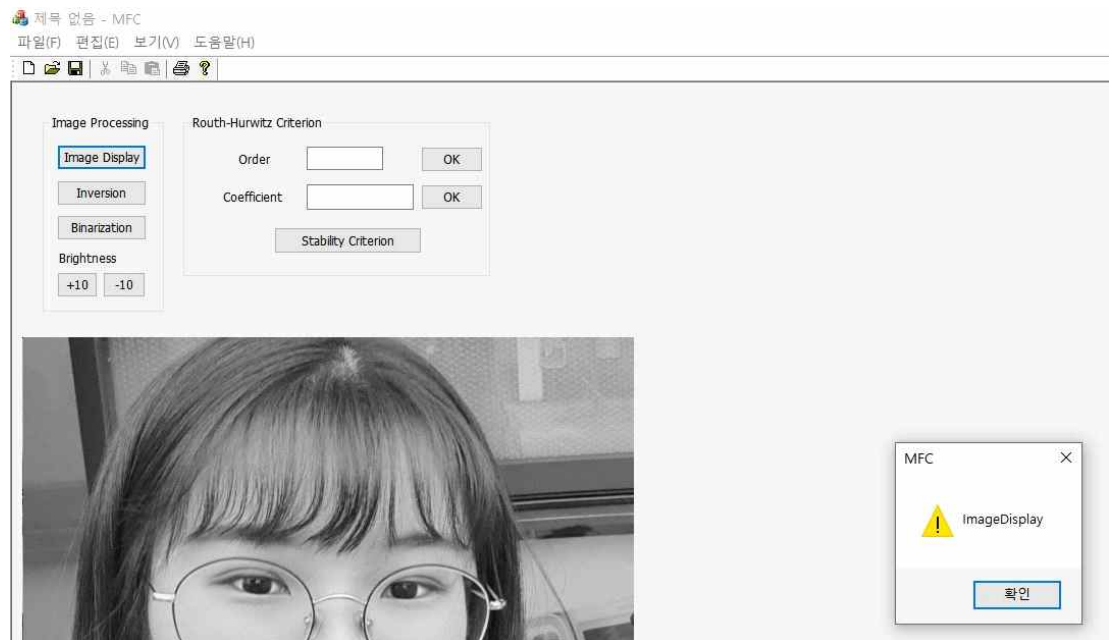 제목 없음 - MFC
파일(F) 편집(E) 보기(V) 도움말(H)
Image Processing
Image Display
Inversion
Binarization
Brightness
+10 -10
Routh-Hurwitz Criterion
Order OK
Coefficient OK
Stability Criterion
MFC
ImageDisplay
확인